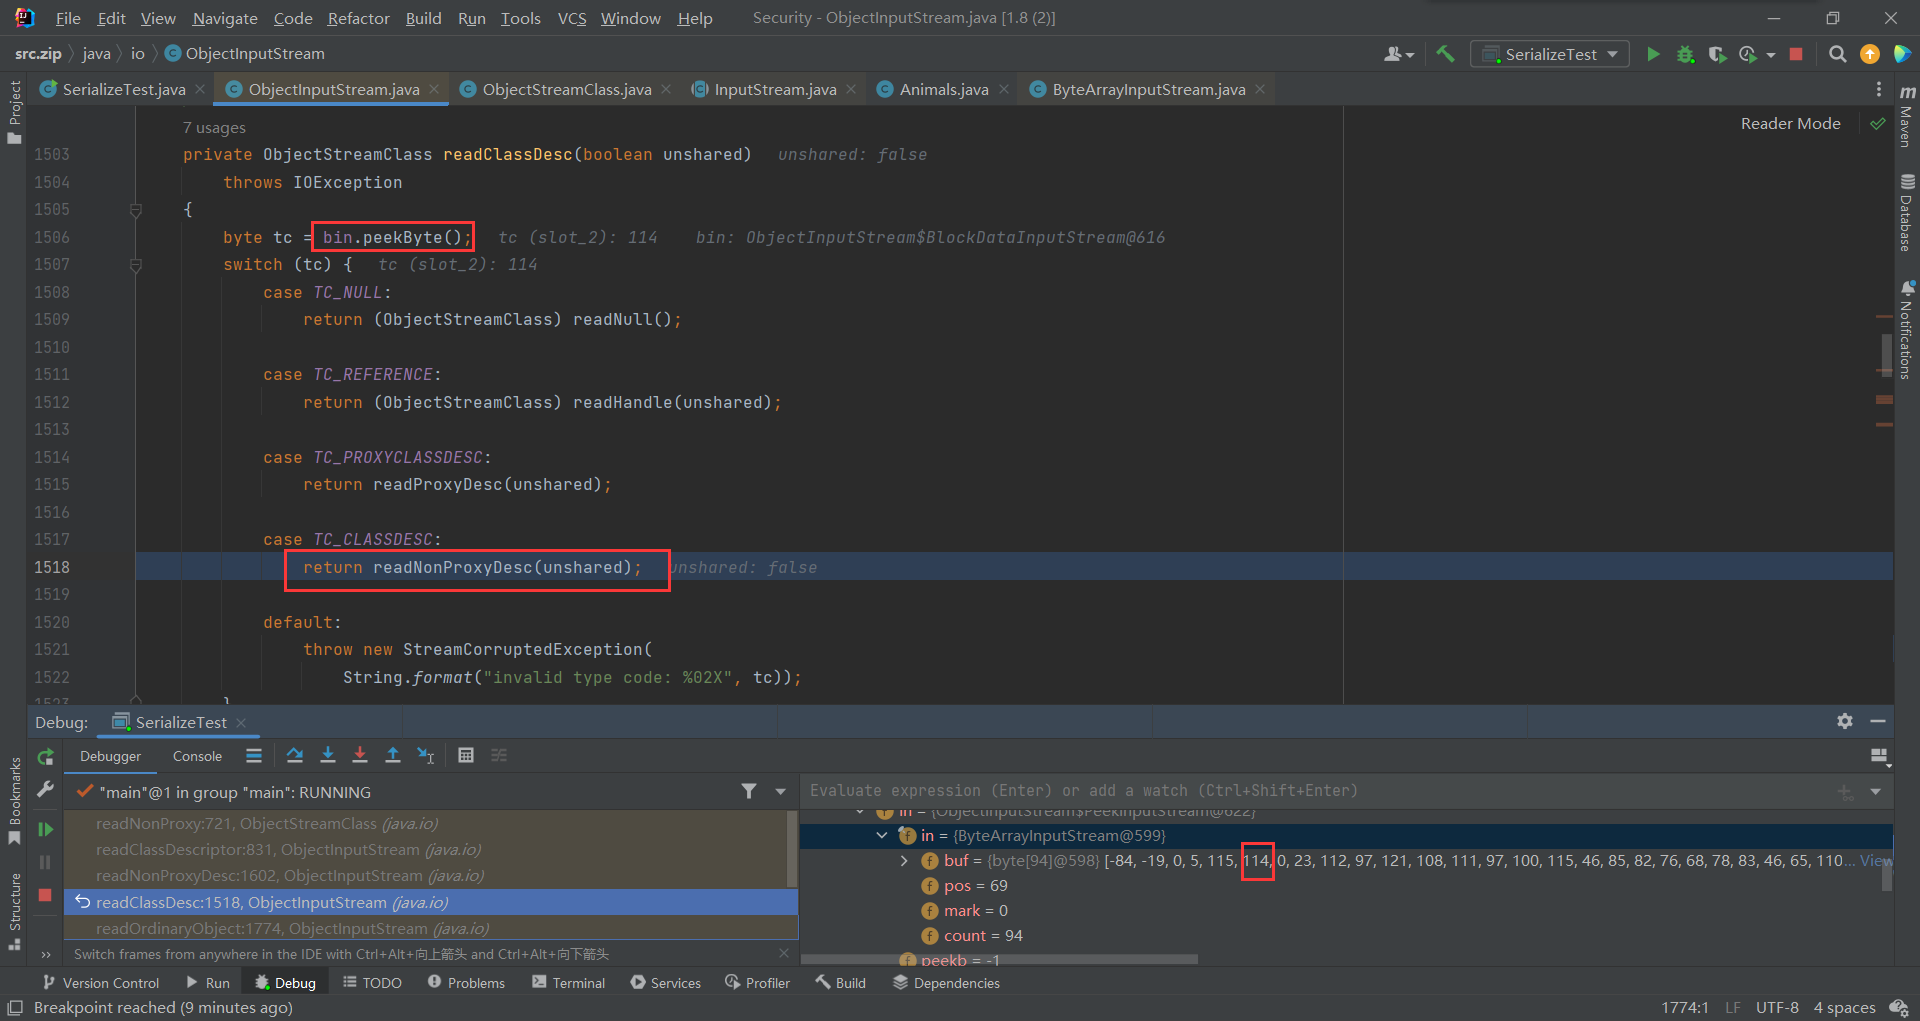 File Edit View Navigate Code Refactor Build Run Tools VCS Window Help Security - ObjectInputStream.java [1.8 (2)]
src.zip java io ObjectInputStream SerializeTest
SerializeTest.java ObjectInputStream.java ObjectStreamClass.java InputStream.java Animals.java ByteArrayInputStream.java
7 usages Reader Mode
1503 private ObjectStreamClass readClassDesc(boolean unshared) unshared: false
1504 throws IOException
1505 {
1506 byte tc = bin.peekByte(); tc (slot_2): 114 bin: ObjectInputStream$BlockDataInputStream@616
1507 switch (tc) { tc (slot_2): 114
1508 case TC_NULL:
1509 return (ObjectStreamClass) readNull();
1510
1511 case TC_REFERENCE:
1512 return (ObjectStreamClass) readHandle(unshared);
1513
1514 case TC_PROXYCLASSDESC:
1515 return readProxyDesc(unshared);
1516
1517 case TC_CLASSDESC:
1518 return readNonProxyDesc(unshared); unshared: false
1519
1520 default:
1521 throw new StreamCorruptedException(
1522 String.format("invalid type code: %02X", tc));
1523 }
Project
Bookmarks
Structure
Maven
Database
Notifications
Debug: SerializeTest
Debugger Console
"main"@1 in group "main": RUNNING
readNonProxy:721, ObjectStreamClass (java.io)
readClassDescriptor:831, ObjectInputStream (java.io)
readNonProxyDesc:1602, ObjectInputStream (java.io)
readClassDesc:1518, ObjectInputStream (java.io)
readOrdinaryObject:1774, ObjectInputStream (java.io)
Switch frames from anywhere in the IDE with Ctrl+Alt+向上箭头 and Ctrl+Alt+向下箭头
Evaluate expression (Enter) or add a watch (Ctrl+Shift+Enter)
in = {ObjectInputStream$PeekInputStream@622}
in = {ByteArrayInputStream@599}
buf = {byte[94]@598} [-84, -19, 0, 5, 115, 114, 0, 23, 112, 97, 121, 108, 111, 97, 100, 115, 46, 85, 82, 76, 68, 78, 83, 46, 65, 110... View
pos = 69
mark = 0
count = 94
peekb = -1
Version Control Run Debug TODO Problems Terminal Services Profiler Build Dependencies
Breakpoint reached (9 minutes ago) 1774:1 LF UTF-8 4 spaces